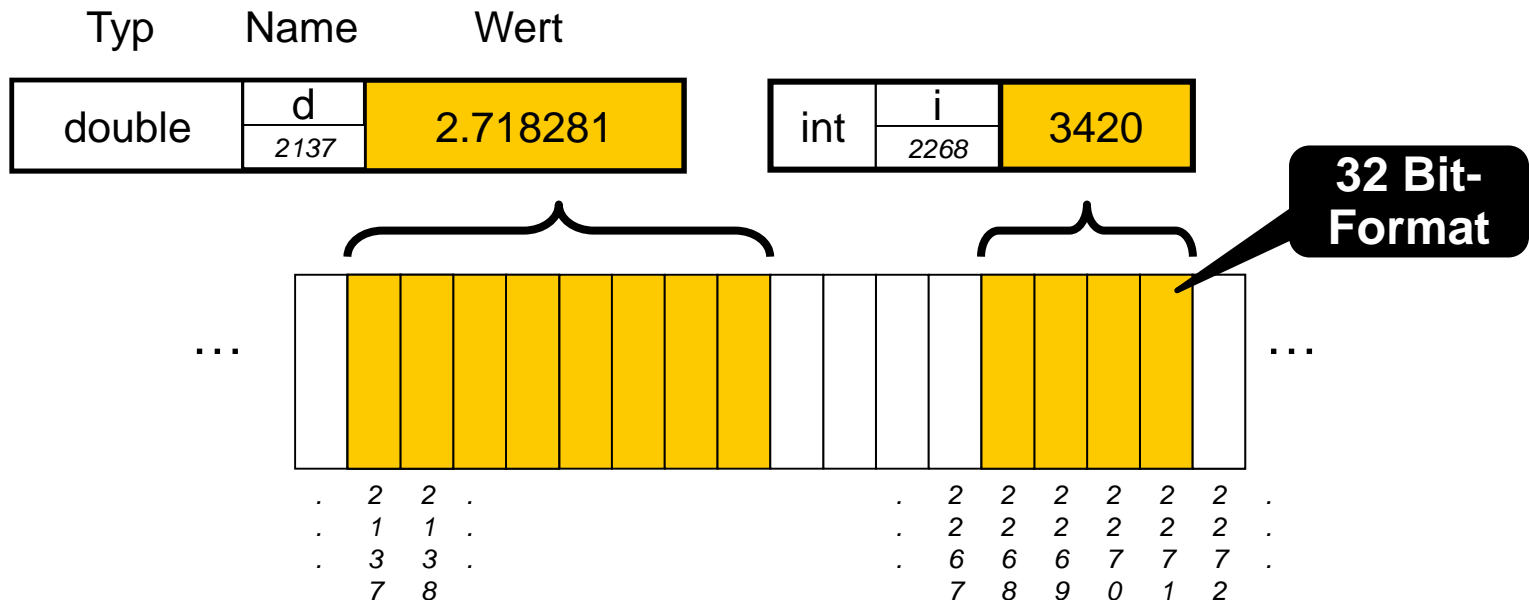 Typ Name Wert
double d 2137 2.718281 int i 2268 3420
32 Bit-
Format
… …
. 2 2 . . 2 2 2 2 2 2 .
. 1 1 . . 2 2 2 2 2 2 .
. 3 3 . . 6 6 6 7 7 7 .
7 8 7 8 9 0 1 2